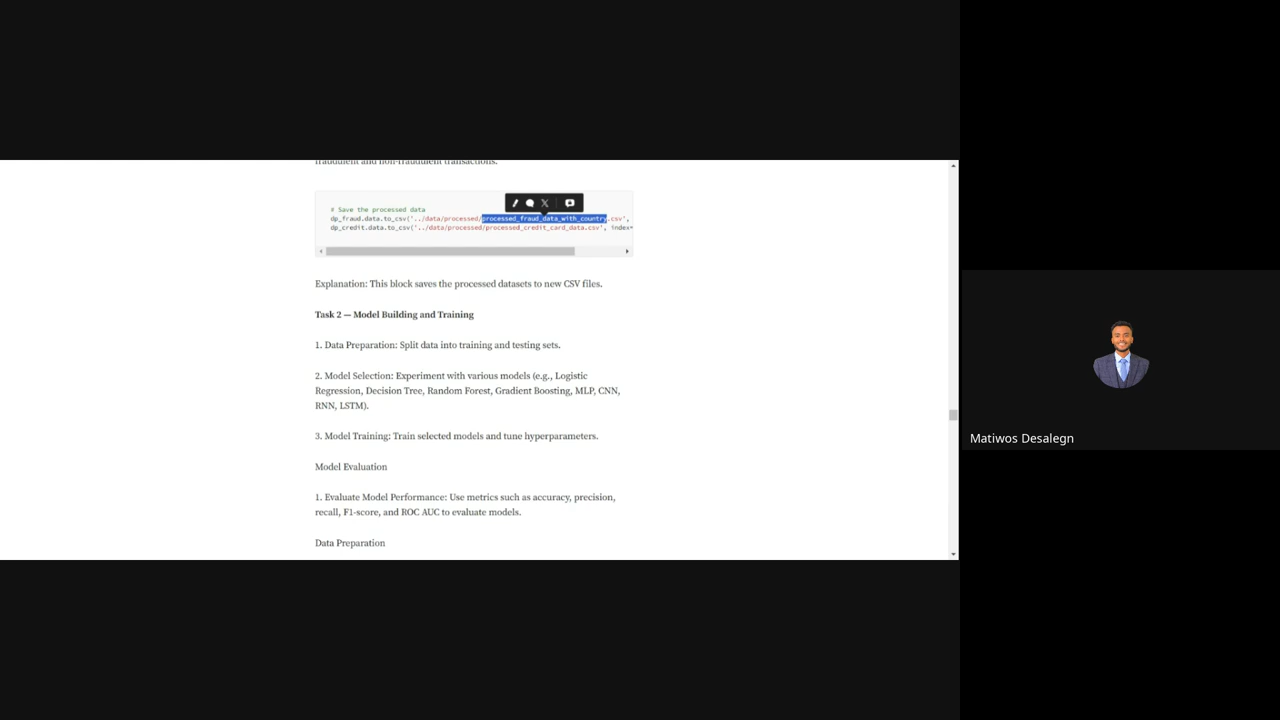 fraudulent and non-fraudulent transactions.
# Save the processed data
dp_fraud.data.to_csv('../data/processed/processed_fraud_data_with_country.csv',
dp_credit.data.to_csv('../data/processed/processed_credit_card_data.csv', index=
Explanation: This block saves the processed datasets to new CSV files.
Task 2 — Model Building and Training
1. Data Preparation: Split data into training and testing sets.
2. Model Selection: Experiment with various models (e.g., Logistic
Regression, Decision Tree, Random Forest, Gradient Boosting, MLP, CNN,
RNN, LSTM).
3. Model Training: Train selected models and tune hyperparameters.
Model Evaluation
1. Evaluate Model Performance: Use metrics such as accuracy, precision,
recall, F1-score, and ROC AUC to evaluate models.
Data Preparation
Matiwos Desalegn